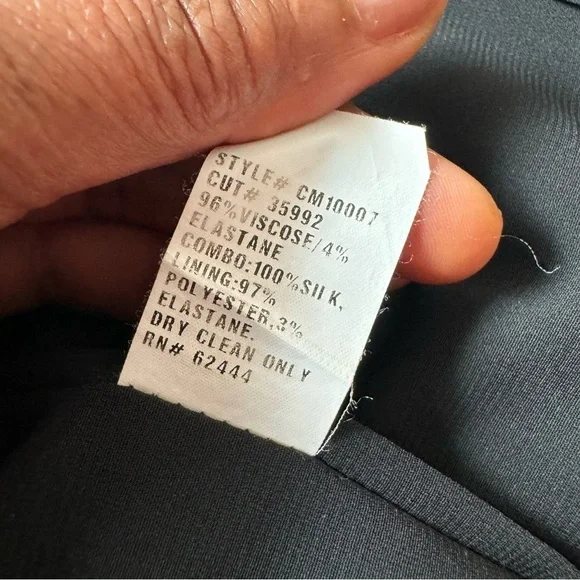 STYLE# CM10007
CUT# 35992
96%VISCOSE/4%
ELASTANE
COMBO:100%SILK,
LINING:97%
POLYESTER,3%
ELASTANE.
DRY CLEAN ONLY
RN# 62444